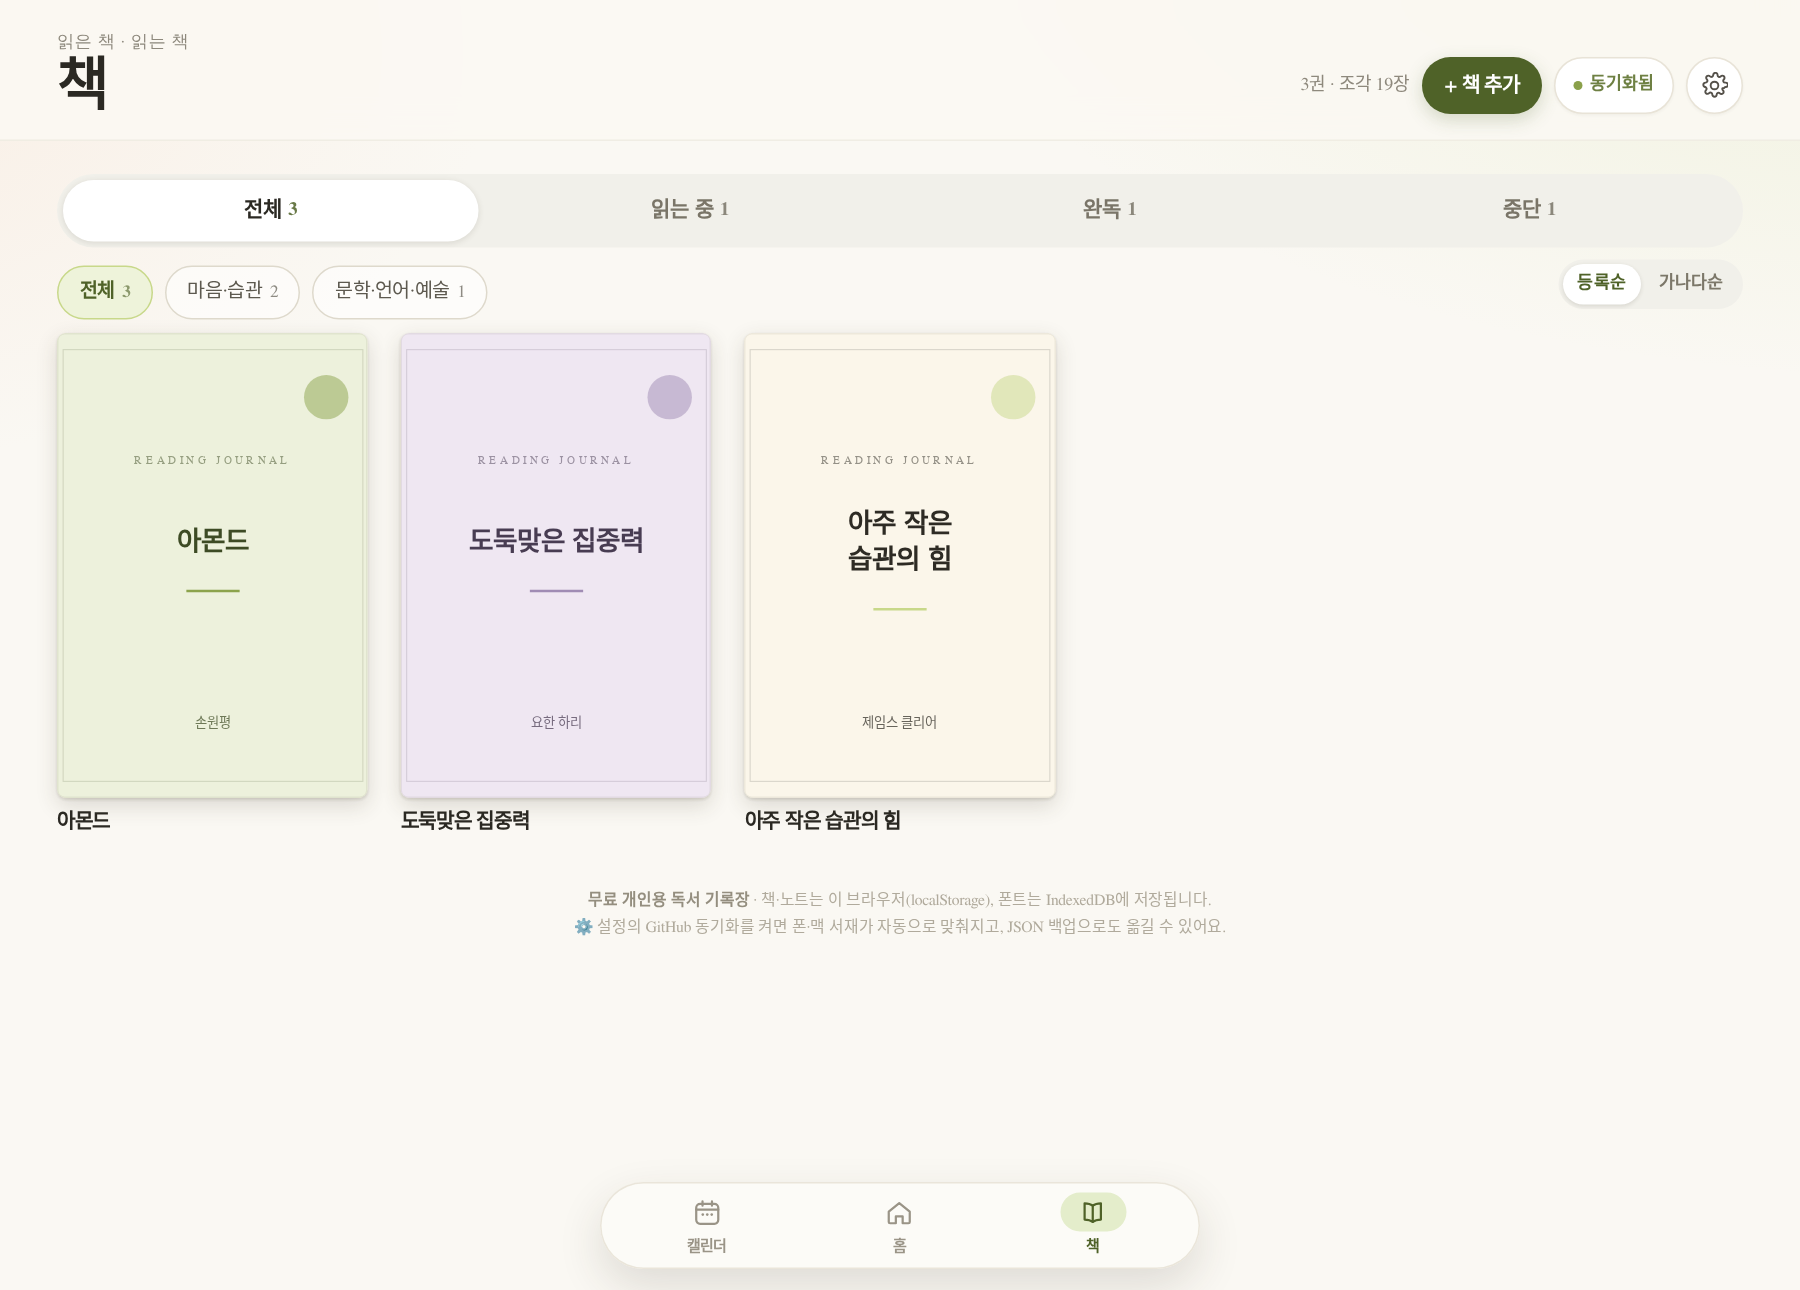 읽은 책 · 읽는 책
책
3권 · 조각 19장
+ 책 추가
동기화됨
전체 3
읽는 중 1
완독 1
중단 1
전체 3
마음·습관 2
문학·언어·예술 1
등록순
가나다순
READING JOURNAL
아몬드
손원평
READING JOURNAL
도둑맞은 집중력
요한 하리
READING JOURNAL
아주 작은
습관의 힘
제임스 클리어
아몬드
도둑맞은 집중력
아주 작은 습관의 힘
무료 개인용 독서 기록장 · 책·노트는 이 브라우저(localStorage), 폰트는 IndexedDB에 저장됩니다.
⚙️ 설정의 GitHub 동기화를 켜면 폰·맥 서재가 자동으로 맞춰지고, JSON 백업으로도 옮길 수 있어요.
캘린더
홈
책